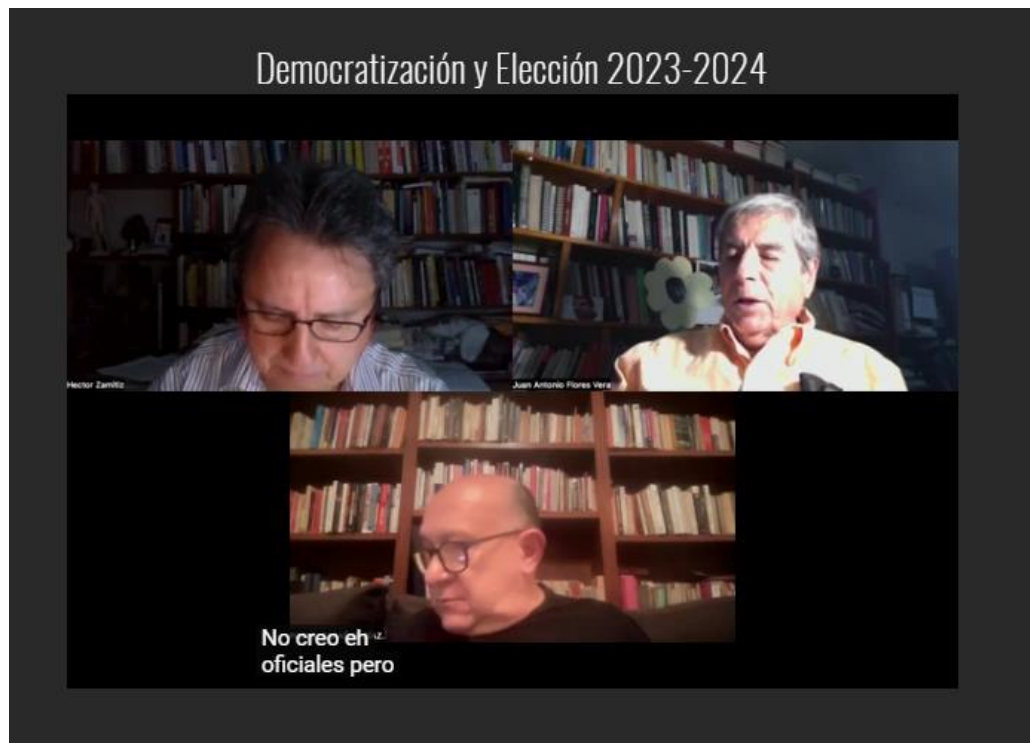 Democratización y Elección 2023-2024
Hector Zamitiz
Juan Antonio Flores Vera
No creo eh
oficiales pero